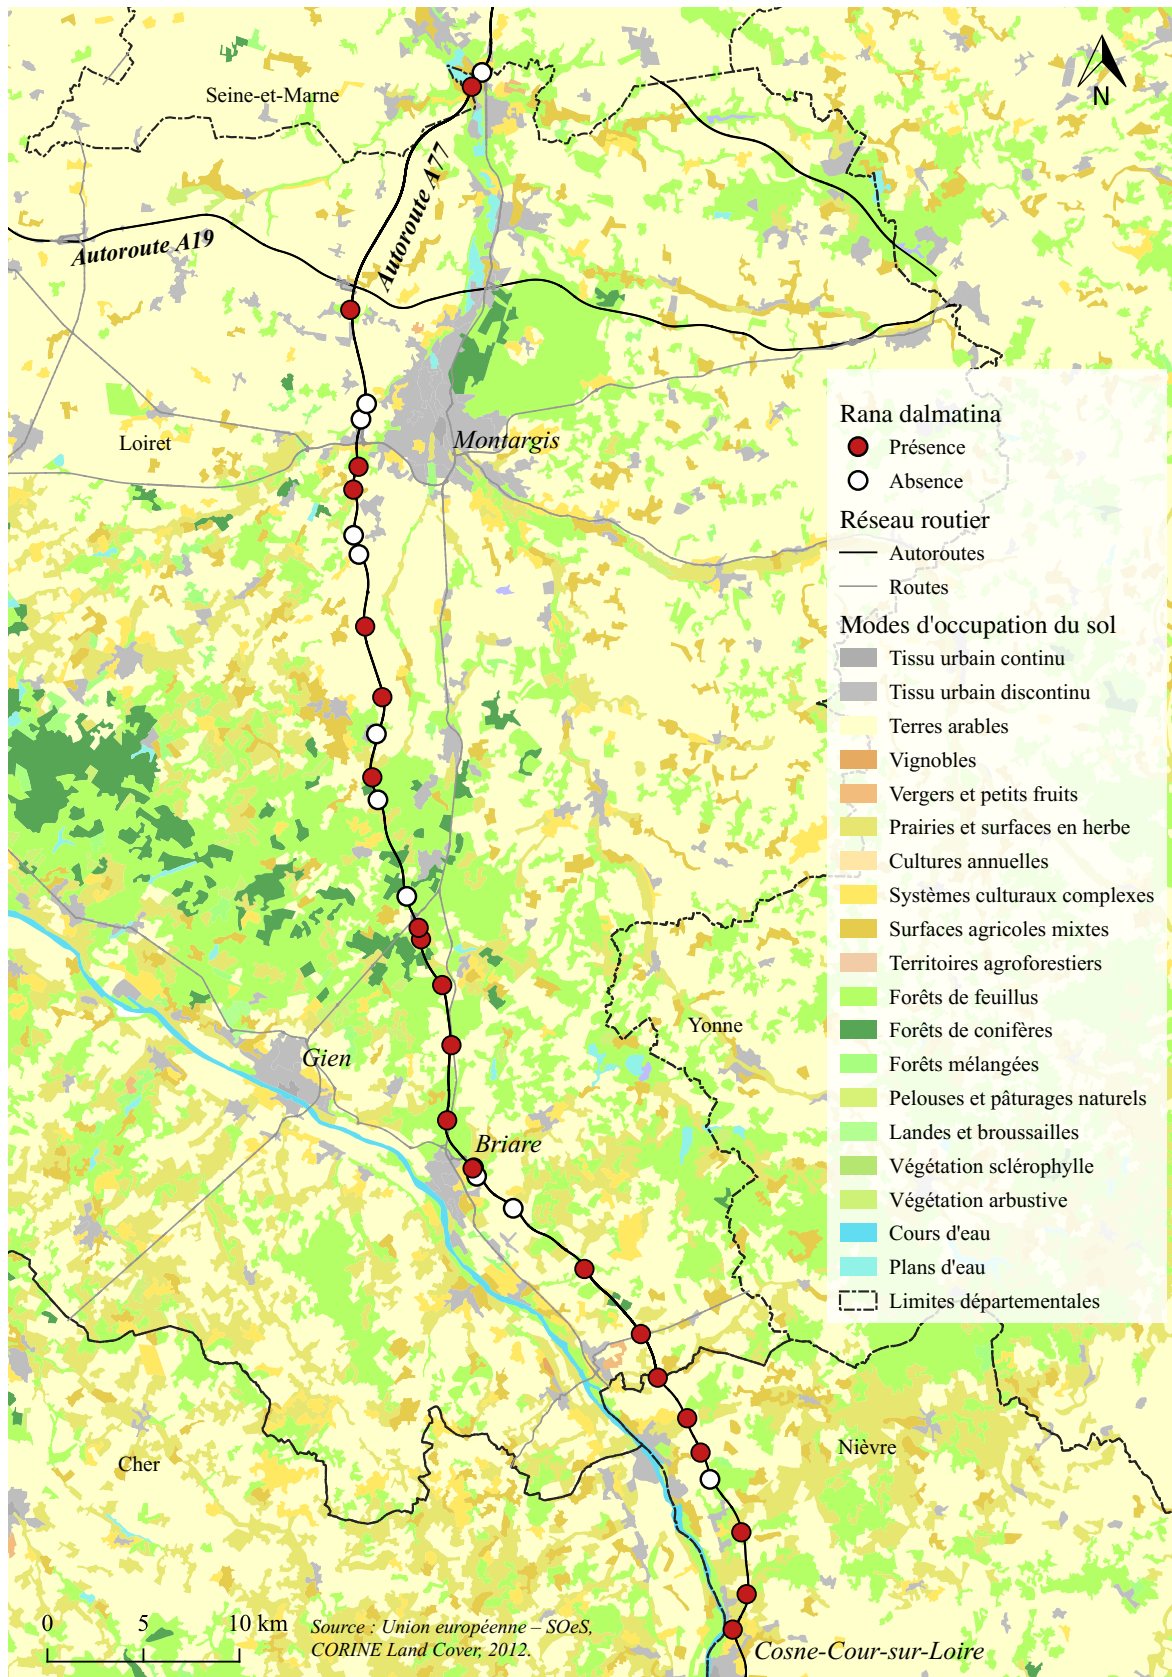 Seine-et-Marne
N
Autoroute A77
Autoroute A19
Loiret
Montargis
Rana dalmatina
Présence
Absence
Réseau routier
Autoroutes
Routes
Modes d'occupation du sol
Tissu urbain continu
Tissu urbain discontinu
Terres arables
Vignobles
Vergers et petits fruits
Prairies et surfaces en herbe
Cultures annuelles
Systèmes culturaux complexes
Surfaces agricoles mixtes
Territoires agroforestiers
Forêts de feuillus
Forêts de conifères
Forêts mélangées
Pelouses et pâturages naturels
Landes et broussailles
Végétation sclérophylle
Végétation arbustive
Cours d'eau
Plans d'eau
Limites départementales
Yonne
Gien
Briare
Nièvre
Cher
0 5 10 km
Source : Union européenne – SOeS,
CORINE Land Cover, 2012.
Cosne-Cour-sur-Loire